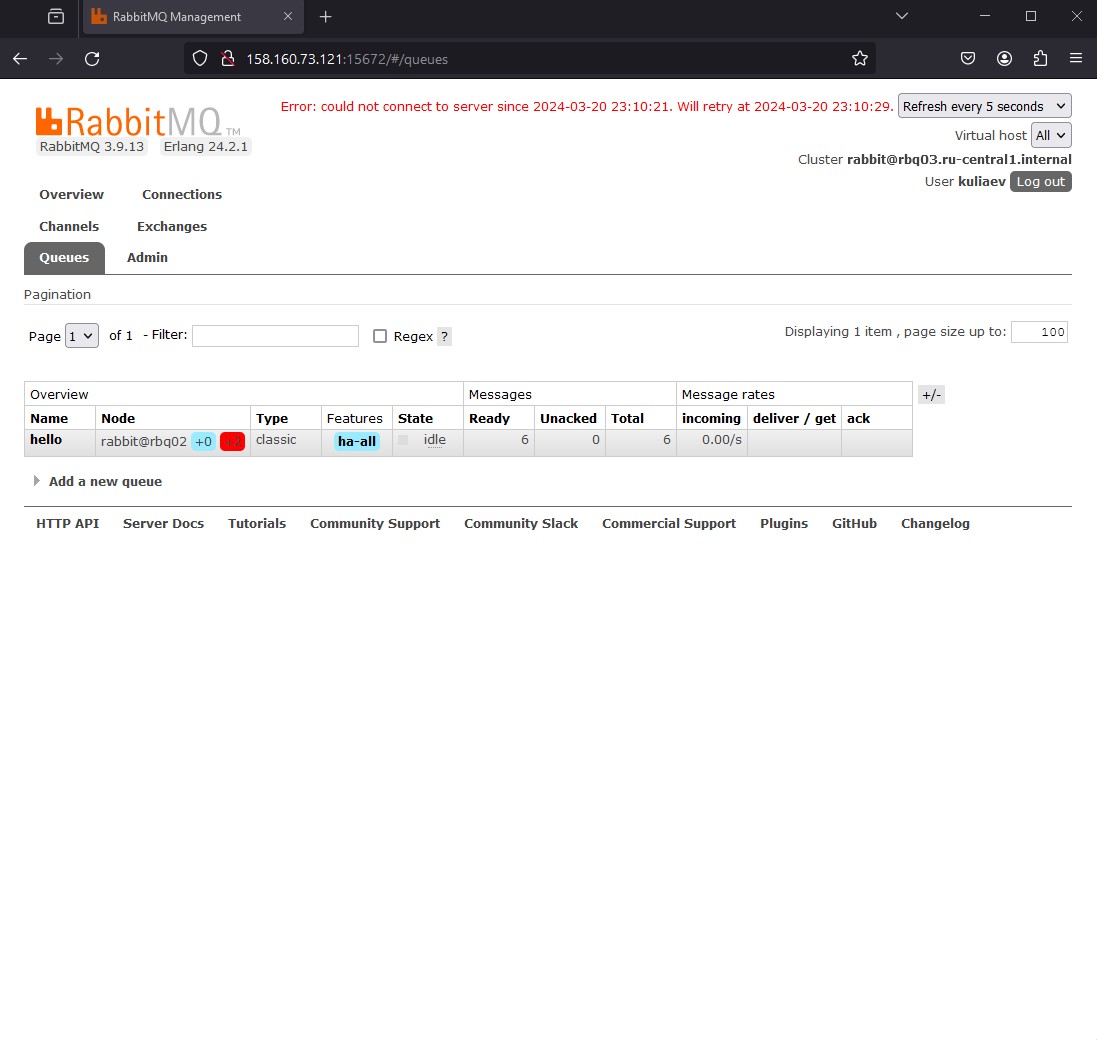 RabbitMQ Management
158.160.73.121:15672/#/queues
RabbitMQ TM
Error: could not connect to server since 2024-03-20 23:10:21. Will retry at 2024-03-20 23:10:29. Refresh every 5 seconds
RabbitMQ 3.9.13 Erlang 24.2.1
Virtual host All
Cluster rabbit@rbq03.ru-central1.internal
User kuliaev Log out
Overview Connections
Channels Exchanges
Queues Admin
Pagination
Page 1 of 1 - Filter: Regex ? Displaying 1 item , page size up to: 100
Overview Messages Message rates +/-
Name Node Type Features State Ready Unacked Total incoming deliver / get ack
hello rabbit@rbq02 +0 +2 classic ha-all idle 6 0 6 0.00/s
Add a new queue
HTTP API Server Docs Tutorials Community Support Community Slack Commercial Support Plugins GitHub Changelog